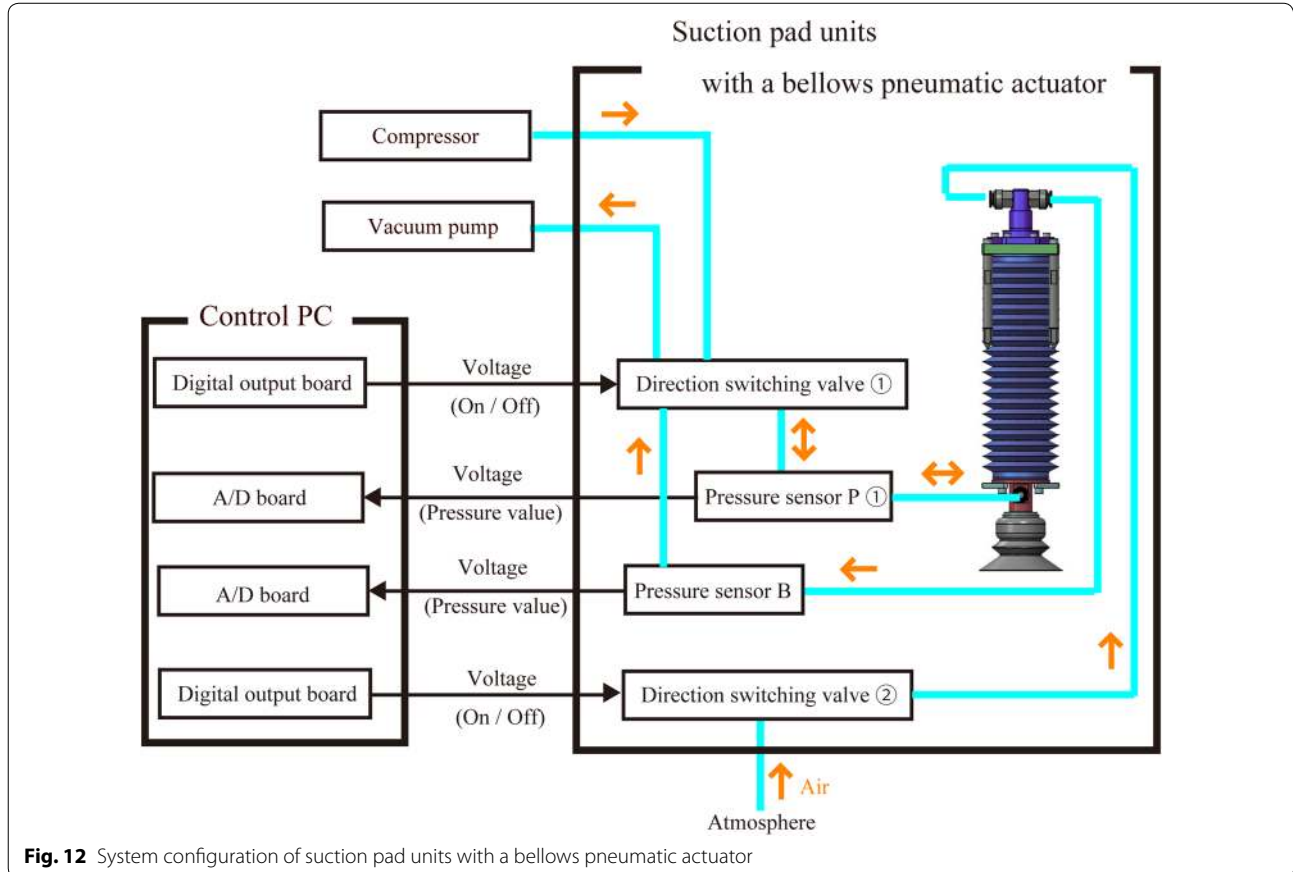 Suction pad units
with a bellows pneumatic actuator
Compressor
Vacuum pump
Control PC
Digital output board
Voltage
(On / Off)
Direction switching valve ①
A/D board
Voltage
(Pressure value)
Pressure sensor P ①
A/D board
Voltage
(Pressure value)
Pressure sensor B
Digital output board
Voltage
(On / Off)
Direction switching valve ②
Air
Atmosphere
Fig. 12 System configuration of suction pad units with a bellows pneumatic actuator